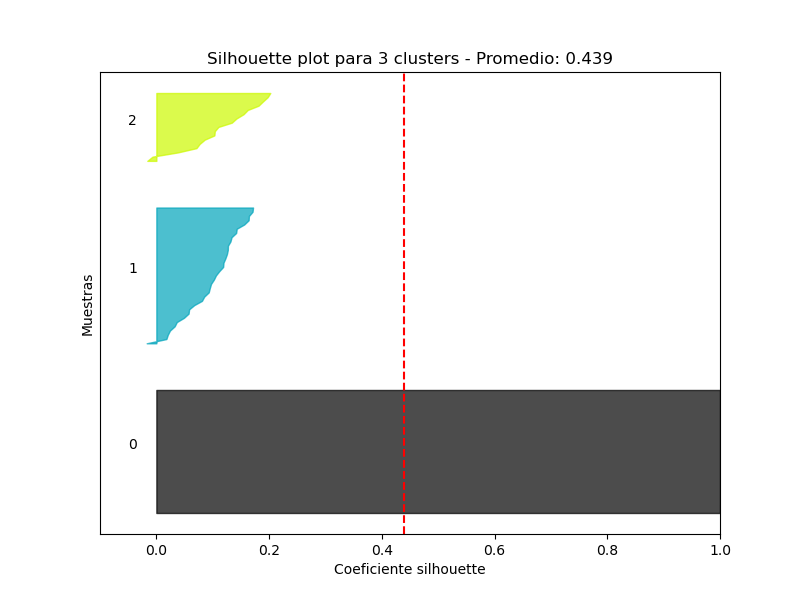 Silhouette plot para 3 clusters - Promedio: 0.439
2
1
0
Muestras
0.0 0.2 0.4 0.6 0.8 1.0
Coeficiente silhouette